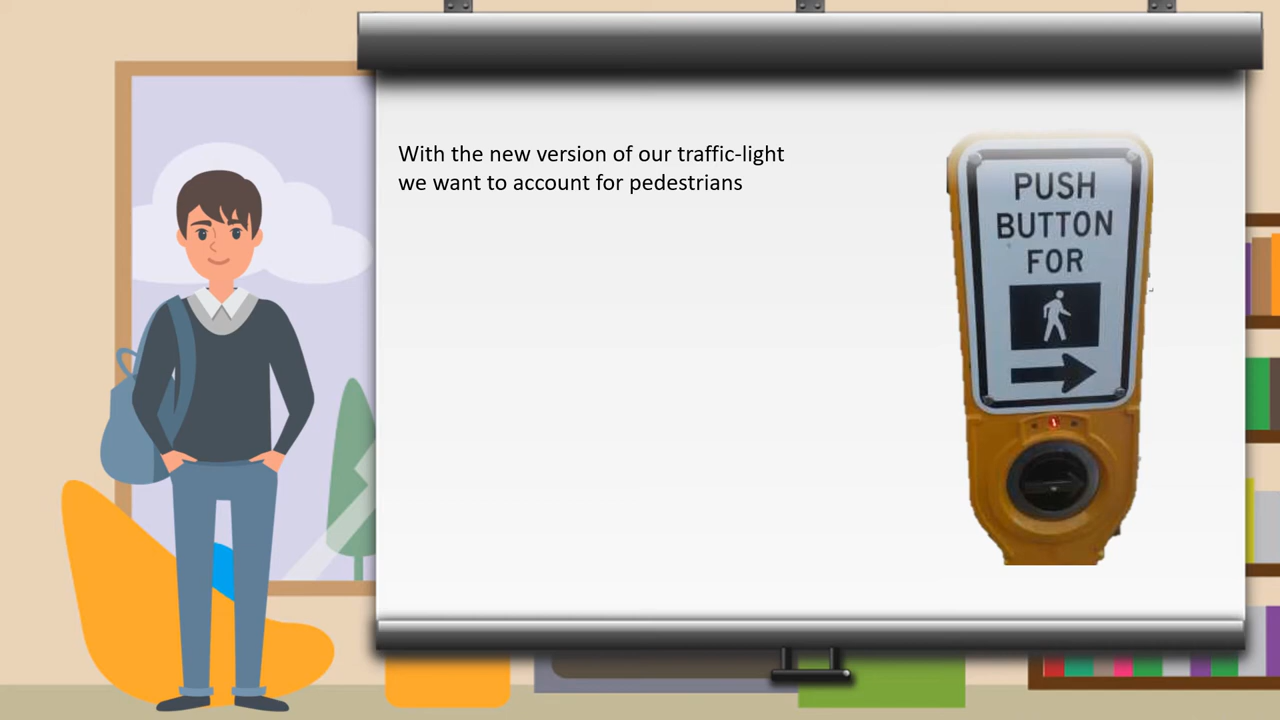 With the new version of our traffic-light
we want to account for pedestrians
PUSH
BUTTON
FOR